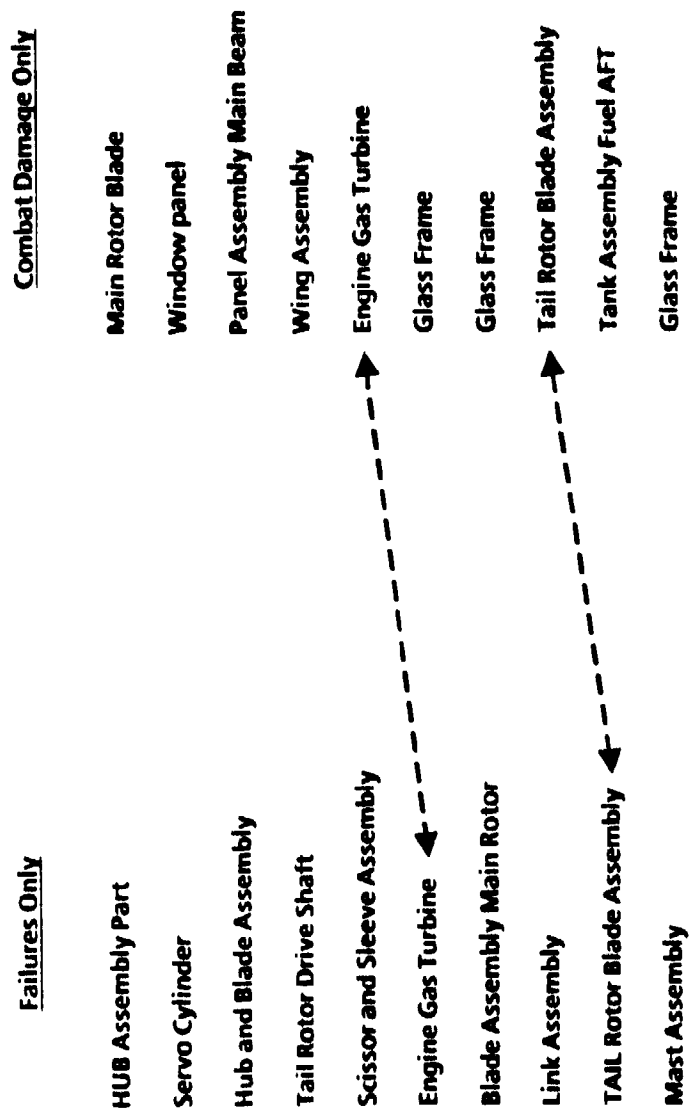 Failures Only
HUB Assembly Part
Servo Cylinder
Hub and Blade Assembly
Tail Rotor Drive Shaft
Scissor and Sleeve Assembly
Engine Gas Turbine
Blade Assembly Main Rotor
Link Assembly
TAIL Rotor Blade Assembly
Mast Assembly
Combat Damage Only
Main Rotor Blade
Window panel
Panel Assembly Main Beam
Wing Assembly
Engine Gas Turbine
Glass Frame
Glass Frame
Tail Rotor Blade Assembly
Tank Assembly Fuel AFT
Glass Frame